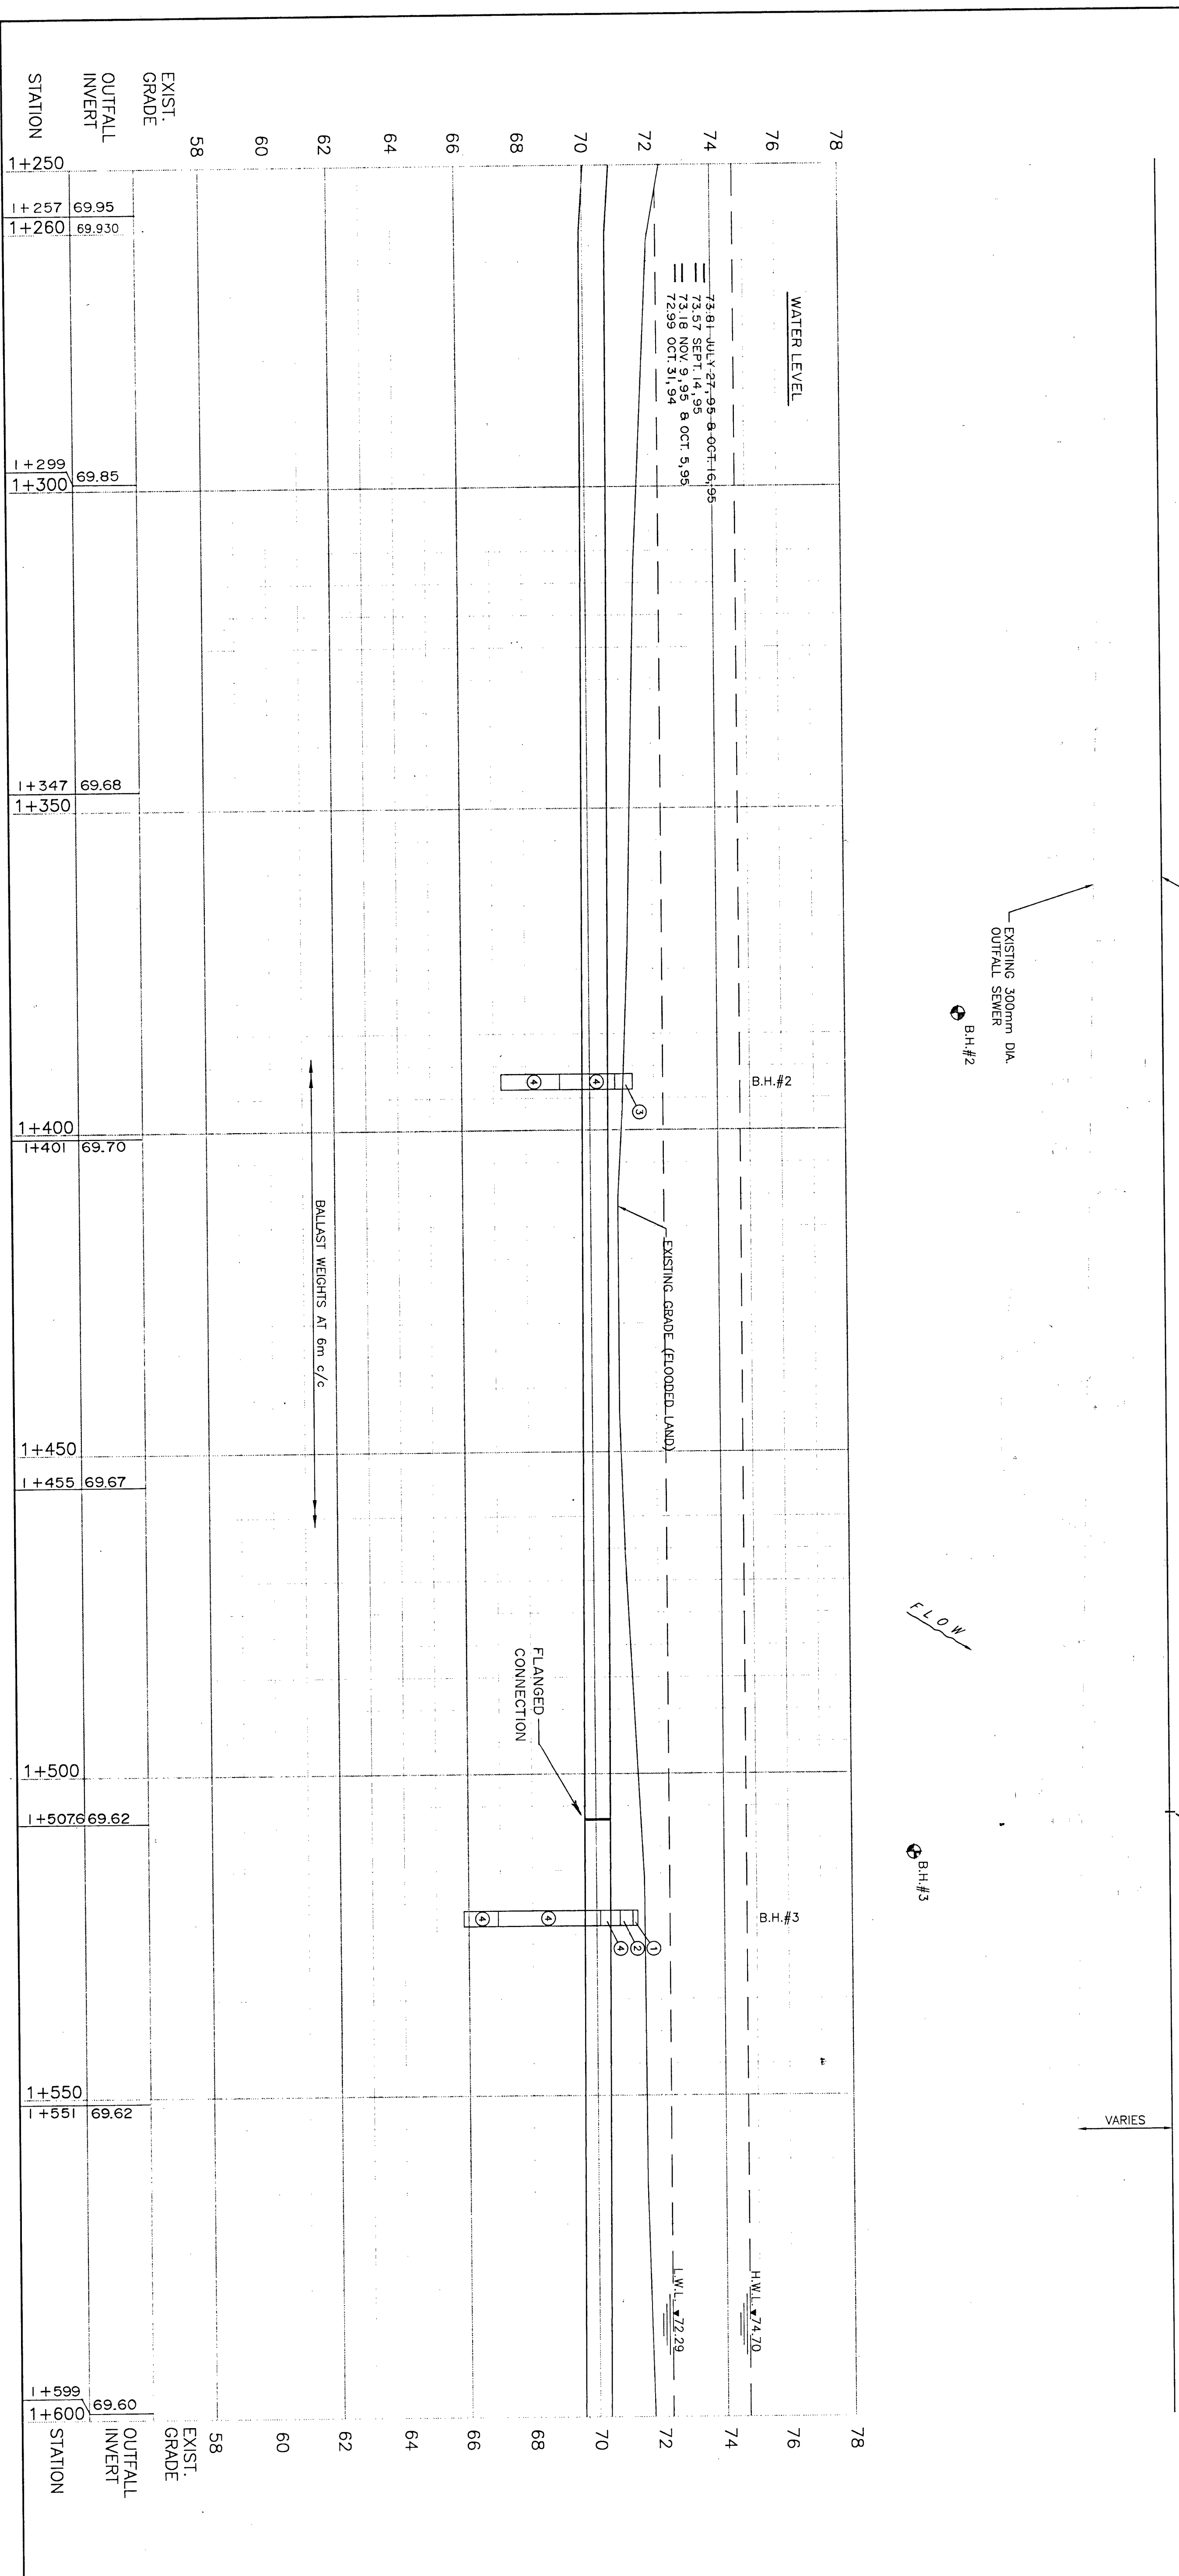 EXIST.
GRADE
OUTFALL
INVERT
STATION
58
60
62
64
66
68
70
72
74
76
78
1+250
1+257 69.95
1+260 69.930
1+299 69.85
1+300
1+347 69.68
1+350
1+400
1+401 69.70
1+450
1+455 69.67
1+500
1+507.6 69.62
1+550
1+551 69.62
1+599 69.60
1+600
WATER LEVEL
73.81 JULY 27,95 & OCT. 16,95
73.57 SEPT. 14,95
73.18 NOV. 9,95 & OCT. 5,95
72.99 OCT. 31,94
EXISTING 300mm DIA.
OUTFALL SEWER
B.H.#2
B.H.#2
4
4
3
BALLAST WEIGHTS AT 6m c/c
EXISTING GRADE (FLOODED LAND)
FLOW
FLANGED
CONNECTION
B.H.#3
B.H.#3
4
4
4
2
1
VARIES
H.W.L. 74.70
L.W.L. 72.29
58
60
62
64
66
68
70
72
74
76
78
EXIST.
GRADE
OUTFALL
INVERT
STATION